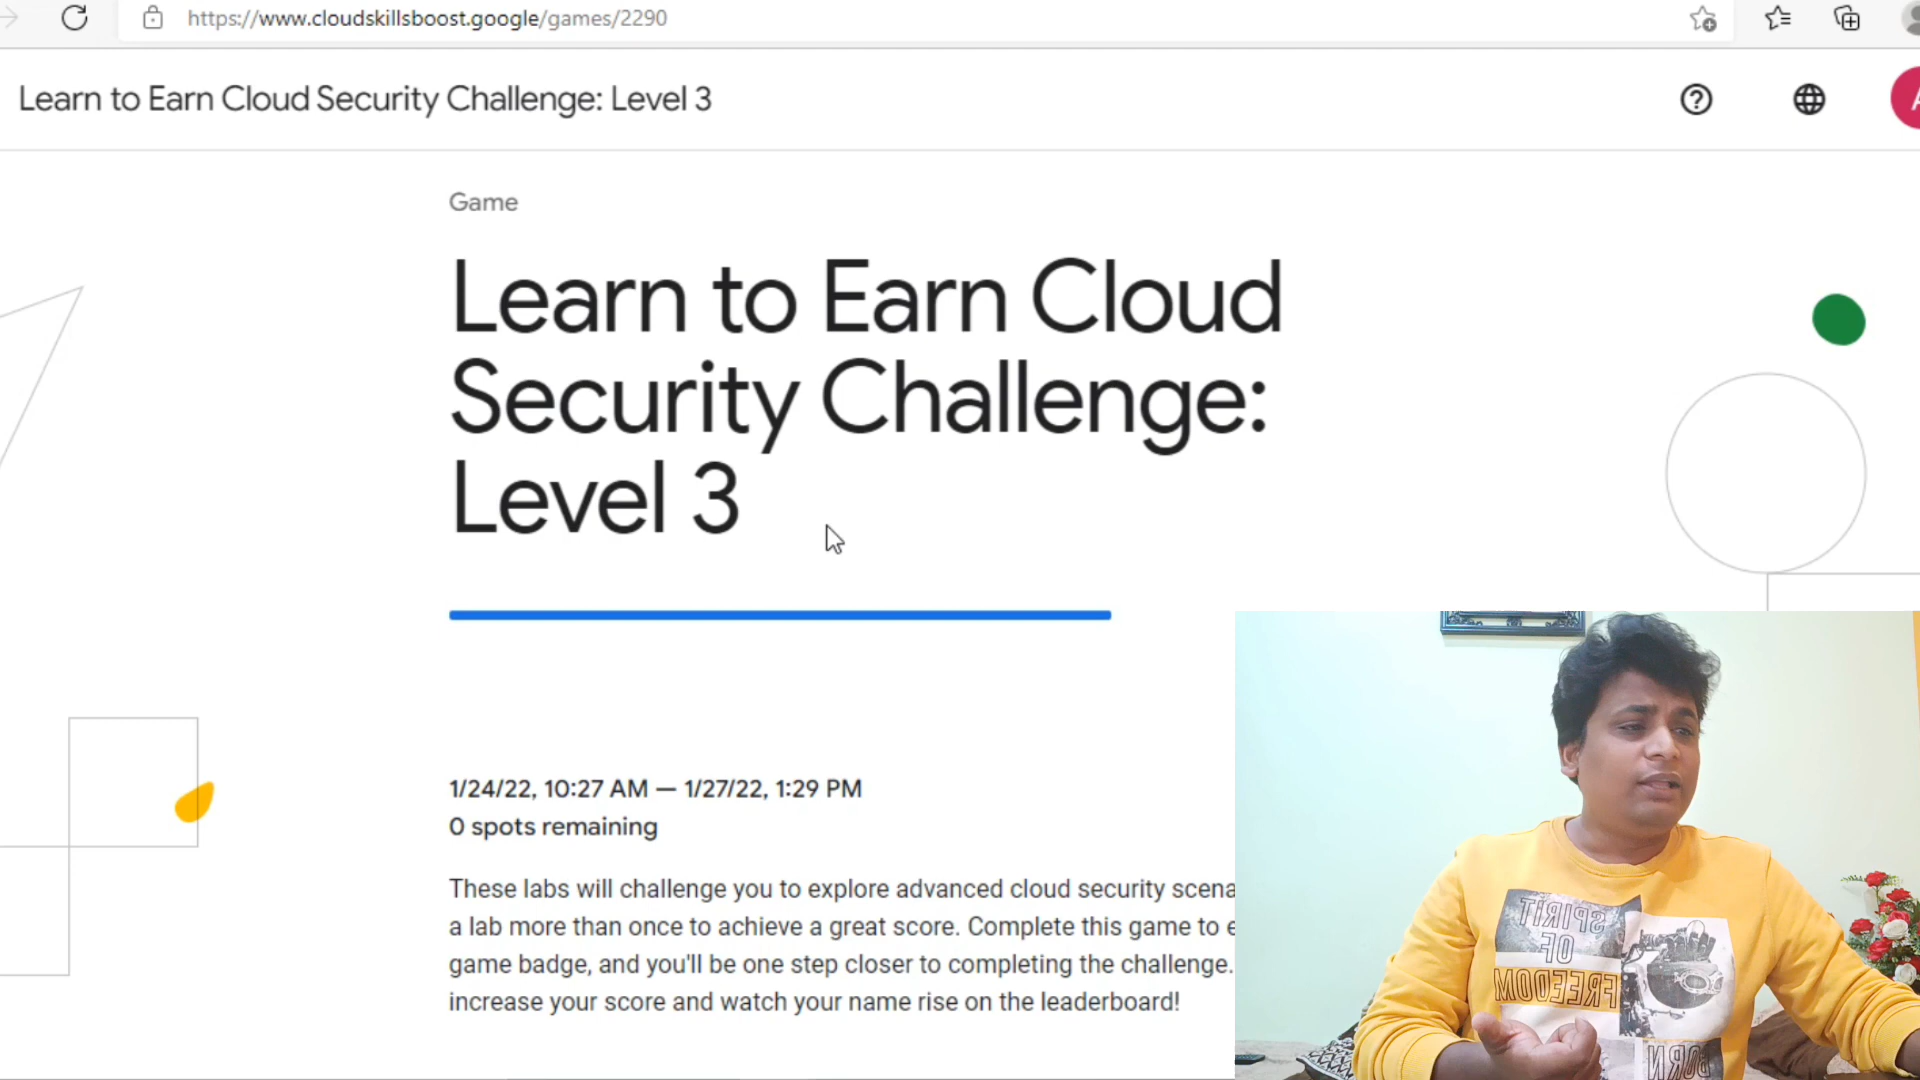 https://www.cloudskillsboost.google/games/2290
Learn to Earn Cloud Security Challenge: Level 3
Game
Learn to Earn Cloud
Security Challenge:
Level 3
1/24/22, 10:27 AM — 1/27/22, 1:29 PM
0 spots remaining
These labs will challenge you to explore advanced cloud security
a lab more than once to achieve a great score. Complete this game to
game badge, and you'll be one step closer to completing the challenge.
increase your score and watch your name rise on the leaderboard!
SPIRIT
OF
FREEDOM
BORN